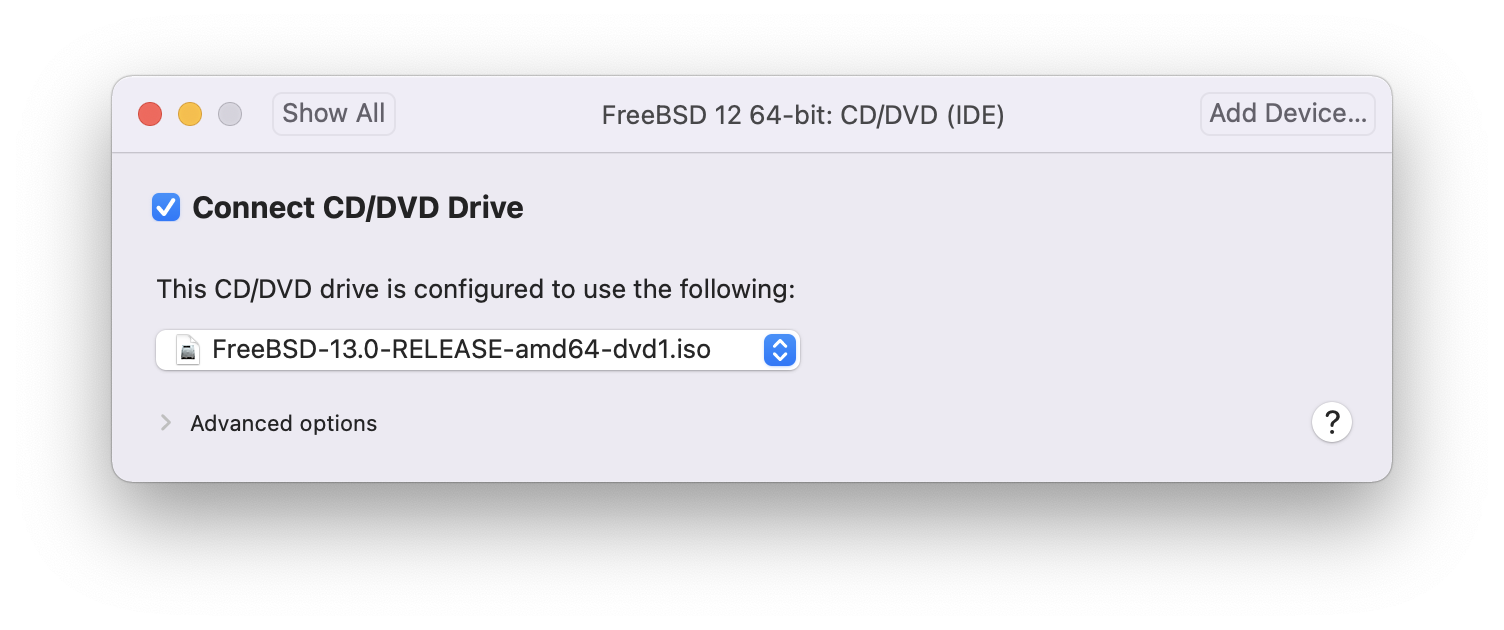 Show All FreeBSD 12 64-bit: CD/DVD (IDE) Add Device...
Connect CD/DVD Drive
This CD/DVD drive is configured to use the following:
FreeBSD-13.0-RELEASE-amd64-dvd1.iso
Advanced options ?